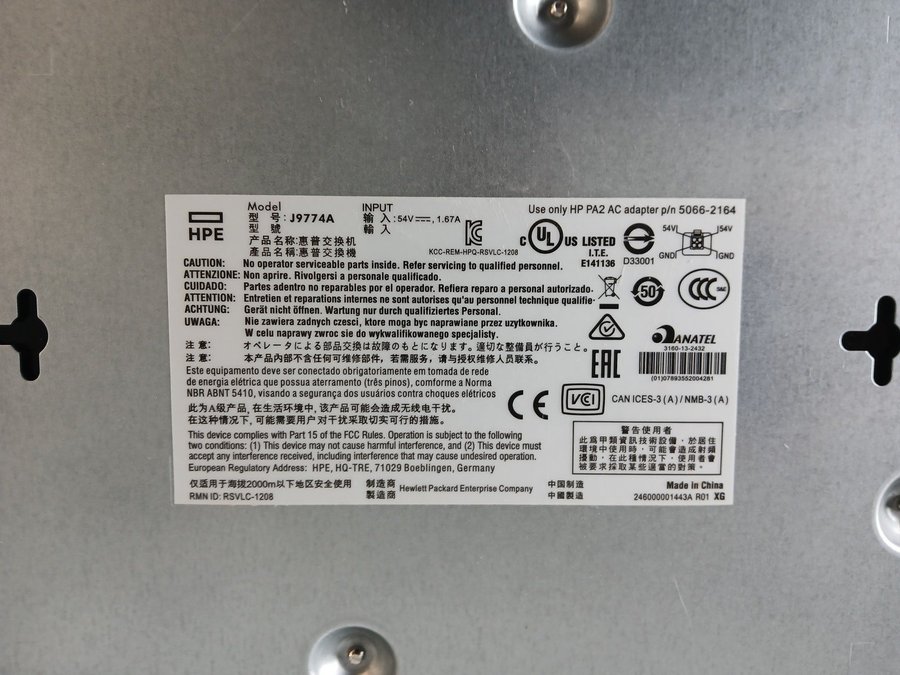 HPE
Model
型 号: J9774A
型 號
产品名称:惠普交换机
產品名稱:惠普交換機
INPUT
输 入:54V⎓, 1.67A
輸 入
KCC-REM-HPQ-RSVLC-1208
Use only HP PA2 AC adapter p/n 5066-2164
C UL US LISTED
I.T.E.
E141136
D33001
54V 54V
GND GND
CAUTION: No operator serviceable parts inside. Refer servicing to qualified personnel.
ATTENZIONE: Non aprire. Rivolgersi a personale qualificato.
CUIDADO: Partes adentro no reparables por el operador. Refiera reparo a personal autorizado.
ATTENTION: Entretien et reparations internes ne sont autorises qu'au personnel technique qualifie.
ACHTUNG: Gerät nicht öffnen. Wartung nur durch qualifiziertes Personal.
UWAGA: Nie zawiera zadnych czesci, ktore moga byc naprawiane przez uzytkownika.
W celu naprawy zwroc sie do wykwalifikowanego specjalisty.
注 意: オペレータによる部品交換は故障のもとになります。適切な整備員が行うこと。
注 意: 本产品内部不含任何可维修部件，若需服务，请与授权维修人员联系。
50
CCC
ANATEL
3160-13-2432
(01)07893552004281
EAC
Este equipamento deve ser conectado obrigatoriamente em tomada de rede
de energia elétrica que possua aterramento (três pinos), comforme a Norma
NBR ABNT 5410, visando a segurança dos usuários contra choques elétricos
CE
VCI
CAN ICES-3 (A) / NMB-3 (A)
此为A级产品, 在生活环境中, 该产品可能会造成无线电干扰。
在这种情况下, 可能需要用户对干扰采取切实可行的措施。
This device complies with Part 15 of the FCC Rules. Operation is subject to the following
two conditions: (1) This device may not cause harmful interference, and (2) This device must
accept any interference received, including interference that may cause undesired operation.
European Regulatory Address: HPE, HQ-TRE, 71029 Boeblingen, Germany
警告使用者
此為甲類資訊技術設備，於居住
環境中使用時，可能會造成射頻
擾動，在此種情況下，使用者會
被要求採取某些適當的對策。
仅适用于海拔2000m以下地区安全使用
RMN ID: RSVLC-1208
制造商
製造商
Hewlett Packard Enterprise Company
中国制造
中國製造
Made in China
246000001443A R01 XG